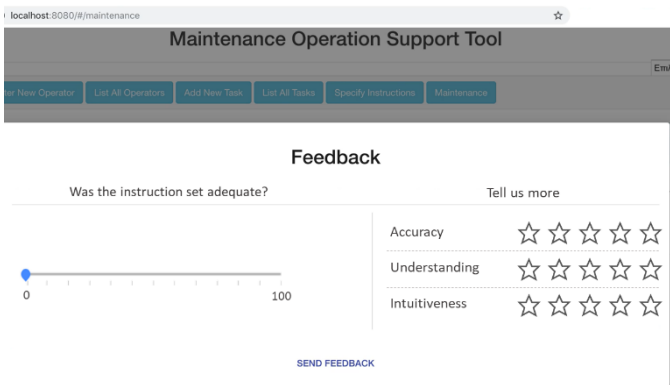 localhost:8080/#/maintenance
Maintenance Operation Support Tool
New Operator
List All Operators
Add New Task
List All Tasks
Specify Instructions
Maintenance
Feedback
Was the instruction set adequate?
Tell us more
Accuracy
Understanding
Intuitiveness
0
100
SEND FEEDBACK